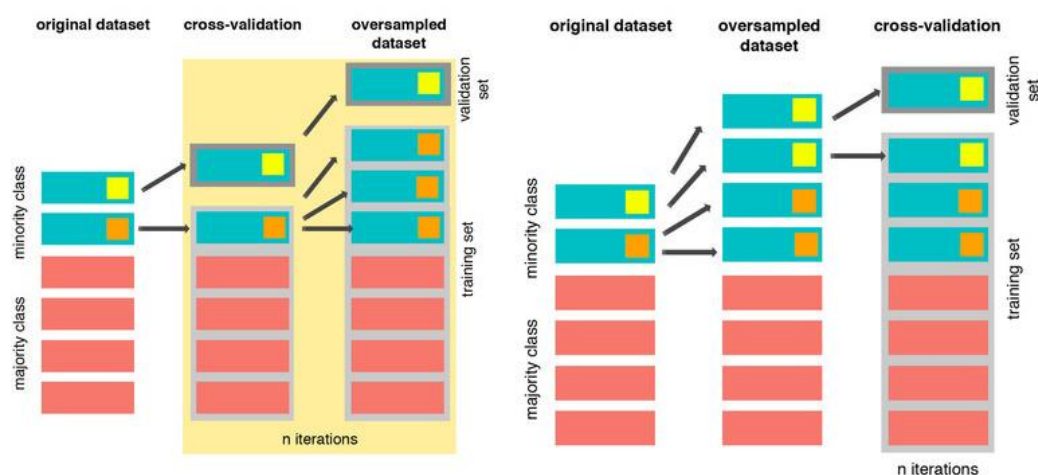 original dataset
cross-validation
oversampled
dataset
validation
set
minority class
majority class
training set
n iterations
original dataset
oversampled
dataset
cross-validation
validation
set
minority class
majority class
training set
n iterations